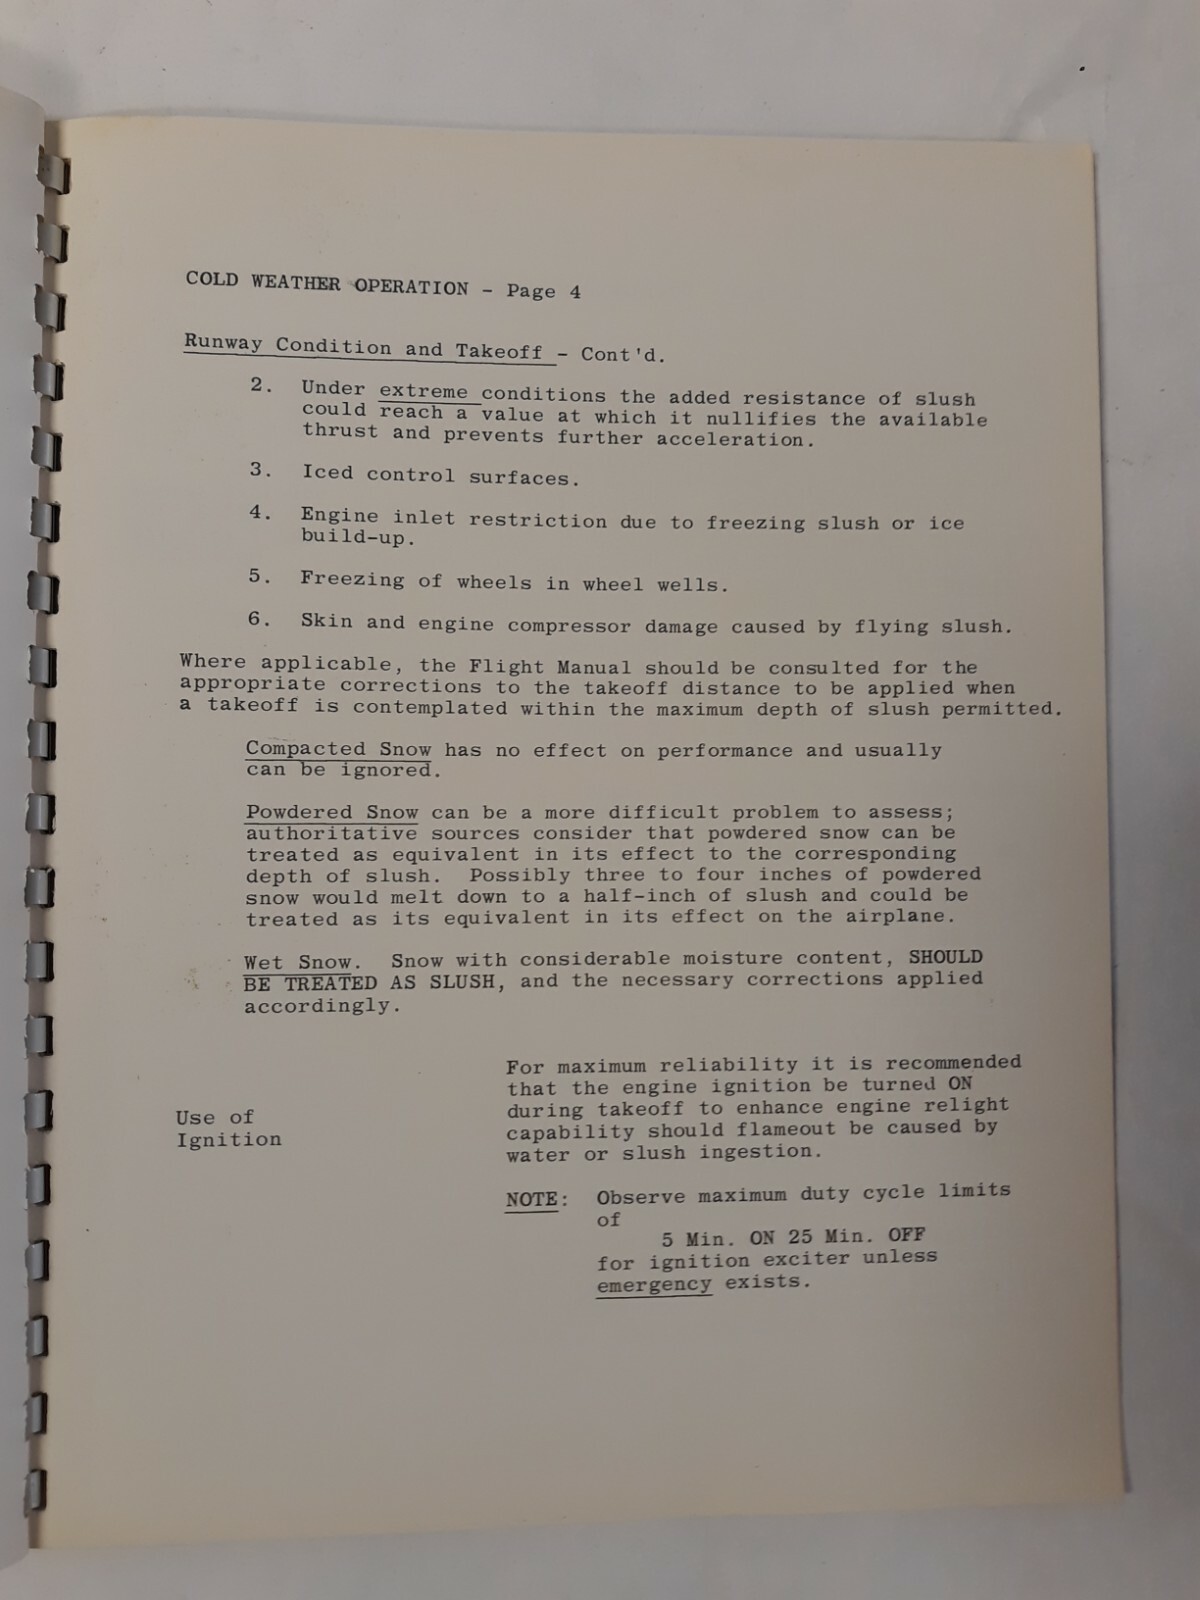 COLD WEATHER OPERATION - Page 4
Runway Condition and Takeoff - Cont'd.
2. Under extreme conditions the added resistance of slush
could reach a value at which it nullifies the available
thrust and prevents further acceleration.
3. Iced control surfaces.
4. Engine inlet restriction due to freezing slush or ice
build-up.
5. Freezing of wheels in wheel wells.
6. Skin and engine compressor damage caused by flying slush.
Where applicable, the Flight Manual should be consulted for the
appropriate corrections to the takeoff distance to be applied when
a takeoff is contemplated within the maximum depth of slush permitted.
Compacted Snow has no effect on performance and usually
can be ignored.
Powdered Snow can be a more difficult problem to assess;
authoritative sources consider that powdered snow can be
treated as equivalent in its effect to the corresponding
depth of slush. Possibly three to four inches of powdered
snow would melt down to a half-inch of slush and could be
treated as its equivalent in its effect on the airplane.
Wet Snow. Snow with considerable moisture content, SHOULD
BE TREATED AS SLUSH, and the necessary corrections applied
accordingly.
Use of
Ignition
For maximum reliability it is recommended
that the engine ignition be turned ON
during takeoff to enhance engine relight
capability should flameout be caused by
water or slush ingestion.
NOTE: Observe maximum duty cycle limits
of
5 Min. ON 25 Min. OFF
for ignition exciter unless
emergency exists.